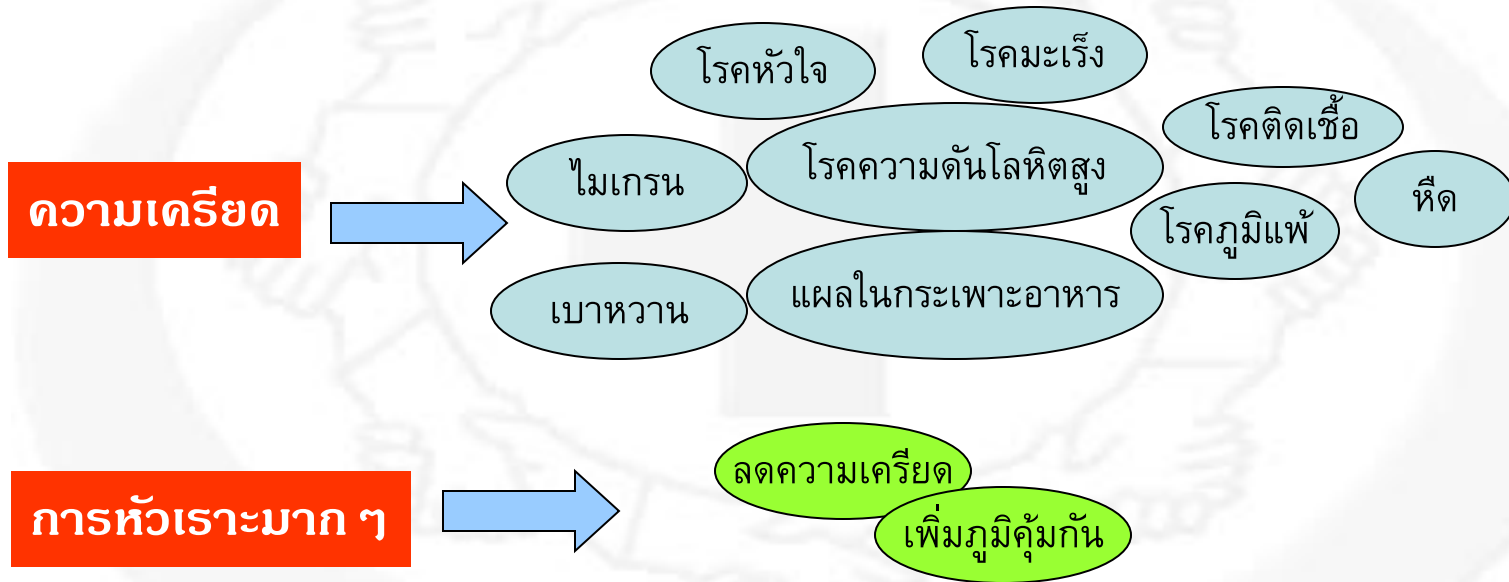 โรคหัวใจ
โรคมะเร็ง
โรคติดเชื้อ
ไมเกรน
โรคความดันโลหิตสูง
หืด
ความเครียด
โรคภูมิแพ้
เบาหวาน
แผลในกระเพาะอาหาร
ลดความเครียด
การหัวเราะมาก ๆ
เพิ่มภูมิคุ้มกัน